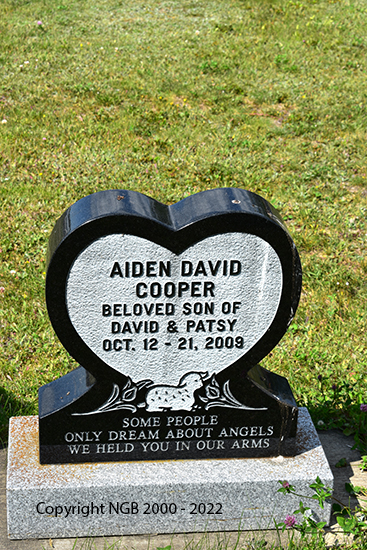 AIDEN DAVID
COOPER
BELOVED SON OF
DAVID & PATSY
OCT. 12 - 21, 2009
SOME PEOPLE
ONLY DREAM ABOUT ANGELS
WE HELD YOU IN OUR ARMS
Copyright NGB 2000 - 2022